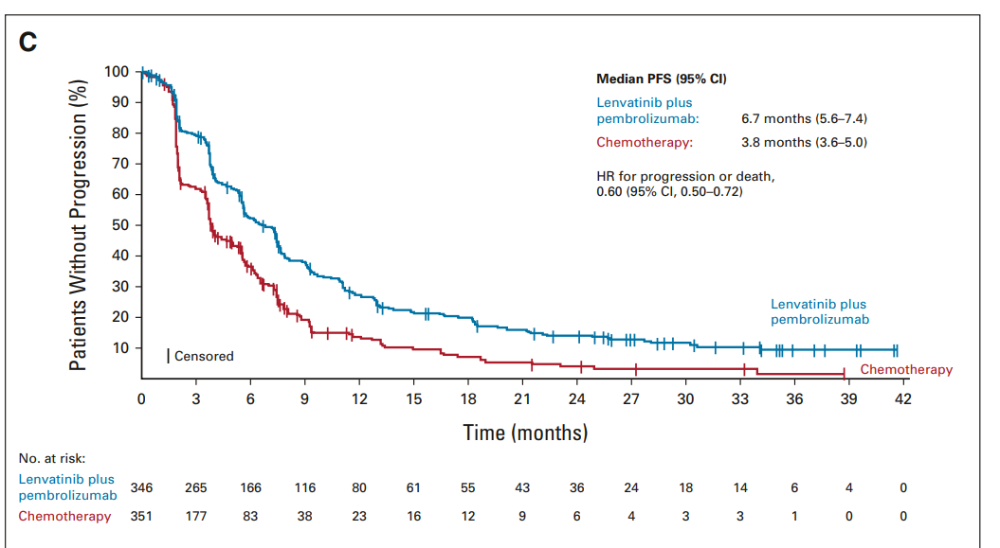 C
Patients Without Progression (%)
100
90
80
70
60
50
40
30
20
10
Median PFS (95% CI)
Lenvatinib plus
pembrolizumab: 6.7 months (5.6–7.4)
Chemotherapy: 3.8 months (3.6–5.0)
HR for progression or death,
0.60 (95% CI, 0.50–0.72)
Lenvatinib plus
pembrolizumab
Chemotherapy
Censored
0 3 6 9 12 15 18 21 24 27 30 33 36 39 42
Time (months)
No. at risk:
Lenvatinib plus
pembrolizumab 346 265 166 116 80 61 55 43 36 24 18 14 6 4 0
Chemotherapy 351 177 83 38 23 16 12 9 6 4 3 3 1 0 0